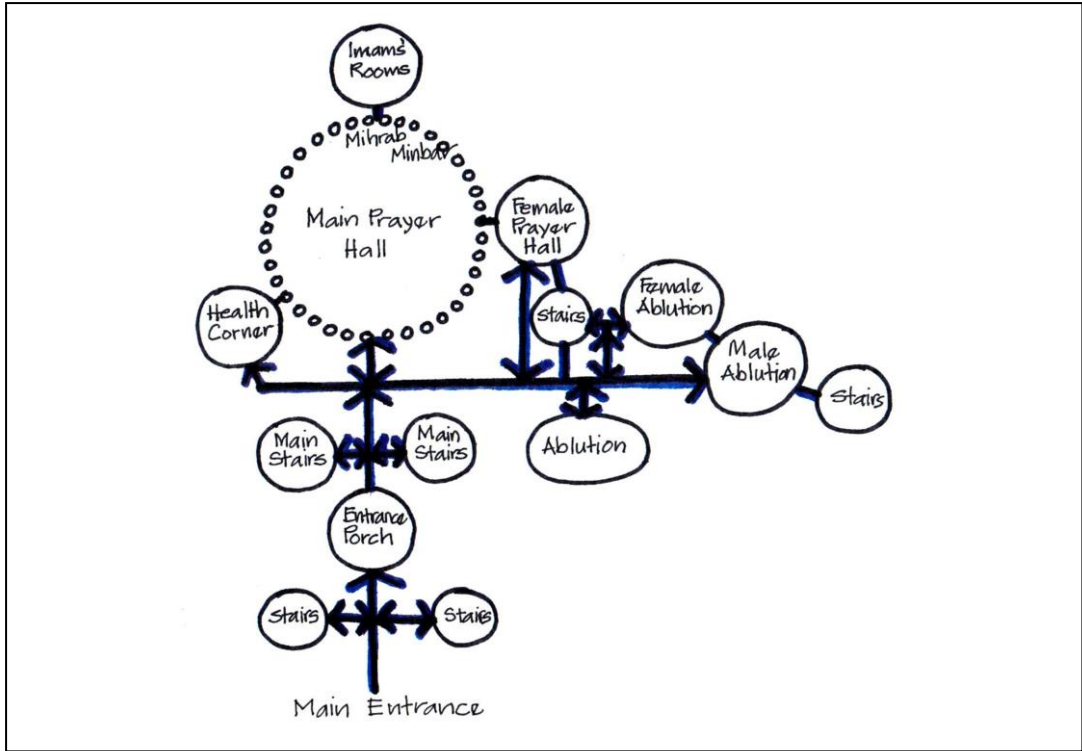 Imams'
Rooms
Mihrab
Minbar
Main Prayer
Hall
Female
Prayer
Hall
Health
Corner
Stairs
Female
Ablution
Male
Ablution
Stairs
Main
Stairs
Main
Stairs
Ablution
Entrance
Porch
Stairs
Stairs
Main Entrance